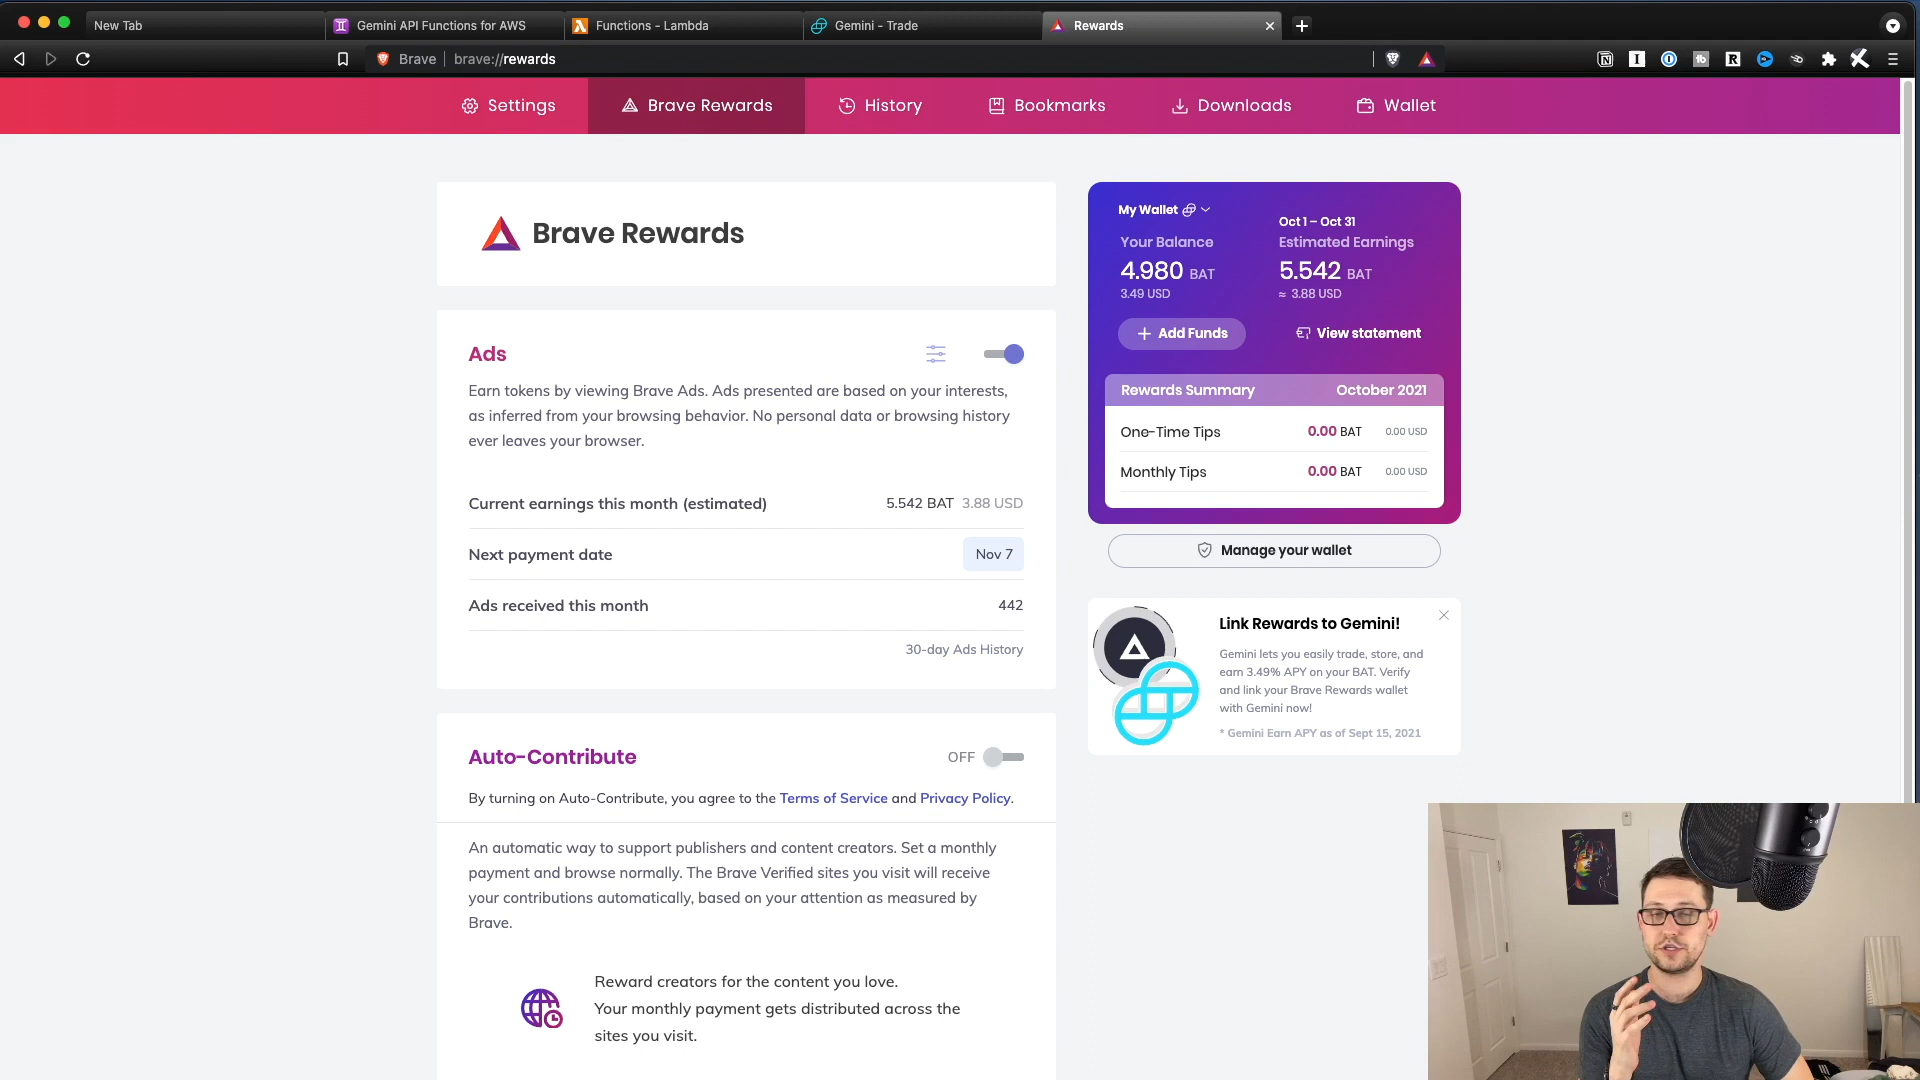 New Tab
Gemini API Functions for AWS
Functions - Lambda
Gemini - Trade
Rewards
Brave
brave://rewards
Settings
Brave Rewards
History
Bookmarks
Downloads
Wallet
Brave Rewards
Ads
Earn tokens by viewing Brave Ads. Ads presented are based on your interests,
as inferred from your browsing behavior. No personal data or browsing history
ever leaves your browser.
Current earnings this month (estimated) 5.542 BAT 3.88 USD
Next payment date Nov 7
Ads received this month 442
30-day Ads History
Auto-Contribute OFF
By turning on Auto-Contribute, you agree to the Terms of Service and Privacy Policy.
An automatic way to support publishers and content creators. Set a monthly
payment and browse normally. The Brave Verified sites you visit will receive
your contributions automatically, based on your attention as measured by
Brave.
Reward creators for the content you love.
Your monthly payment gets distributed across the
sites you visit.
My Wallet
Your Balance
4.980 BAT
3.49 USD
Oct 1 – Oct 31
Estimated Earnings
5.542 BAT
≈ 3.88 USD
Add Funds
View statement
Rewards Summary October 2021
One-Time Tips 0.00 BAT 0.00 USD
Monthly Tips 0.00 BAT 0.00 USD
Manage your wallet
Link Rewards to Gemini!
Gemini lets you easily trade, store, and
earn 3.49% APY on your BAT. Verify
and link your Brave Rewards wallet
with Gemini now!
* Gemini Earn APY as of Sept 15, 2021